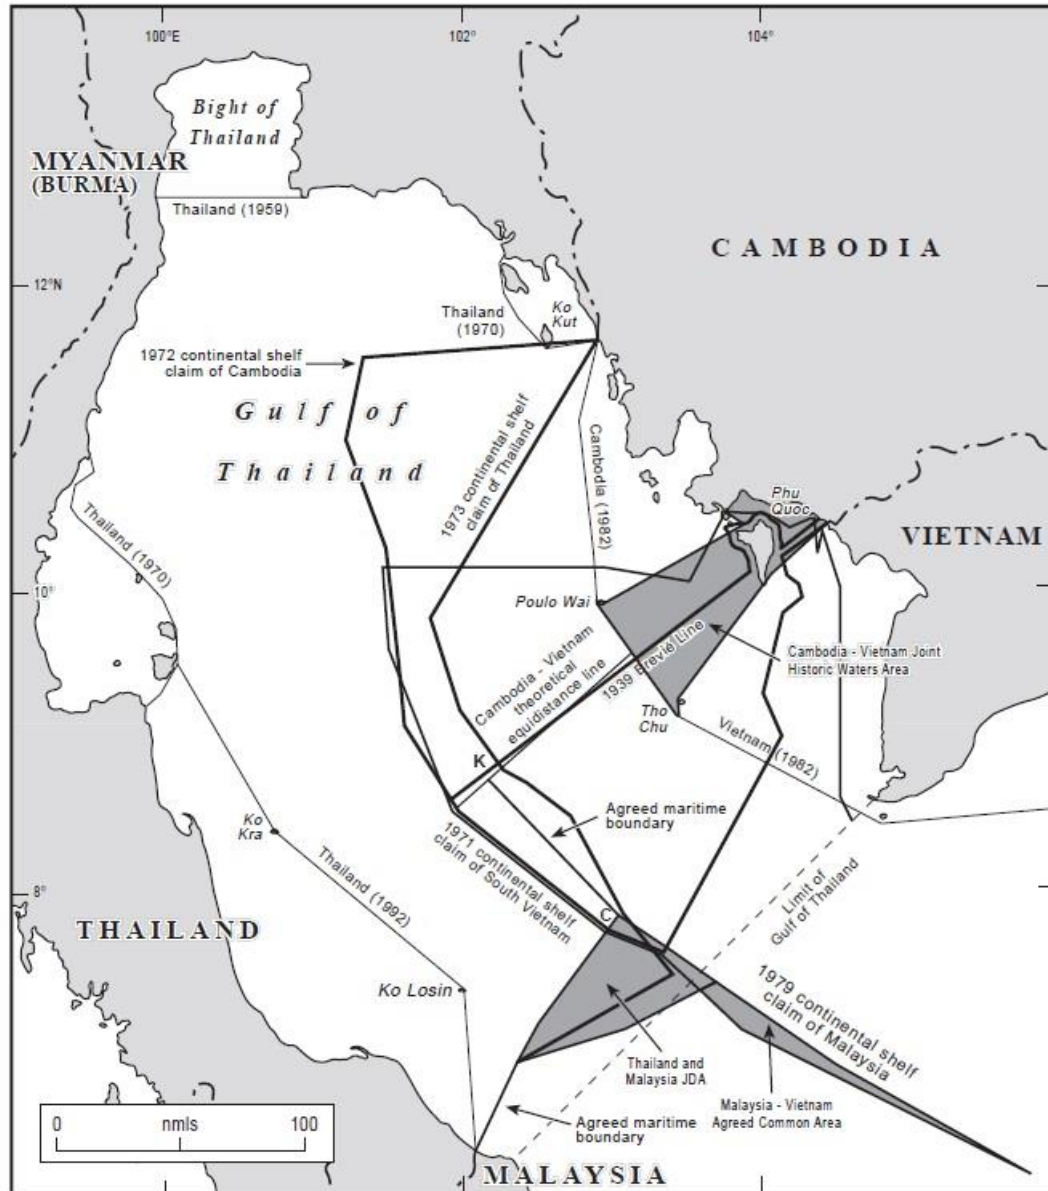 100°E
102°
104°
Bight of
Thailand
MYANMAR
(BURMA)
Thailand (1959)
CAMBODIA
12°N
Thailand
(1970)
Ko
Kut
1972 continental shelf
claim of Cambodia
Gulf of
Thailand
1973 continental shelf
claim of Thailand
Cambodia (1982)
Phu
Quoc
VIETNAM
Thailand (1970)
10°
Poulo Wai
Cambodia - Vietnam
theoretical
equidistance line
1939 Brevié Line
Cambodia - Vietnam Joint
Historic Waters Area
Tho
Chu
Vietnam (1982)
K
Agreed maritime
boundary
Ko
Kra
1971 continental shelf
claim of South Vietnam
Limit of
Gulf of Thailand
8°
Thailand (1992)
C
THAILAND
Ko Losin
1979 continental shelf
claim of Malaysia
Thailand and
Malaysia JDA
Malaysia - Vietnam
Agreed Common Area
Agreed maritime
boundary
0
nmls
100
MALAYSIA